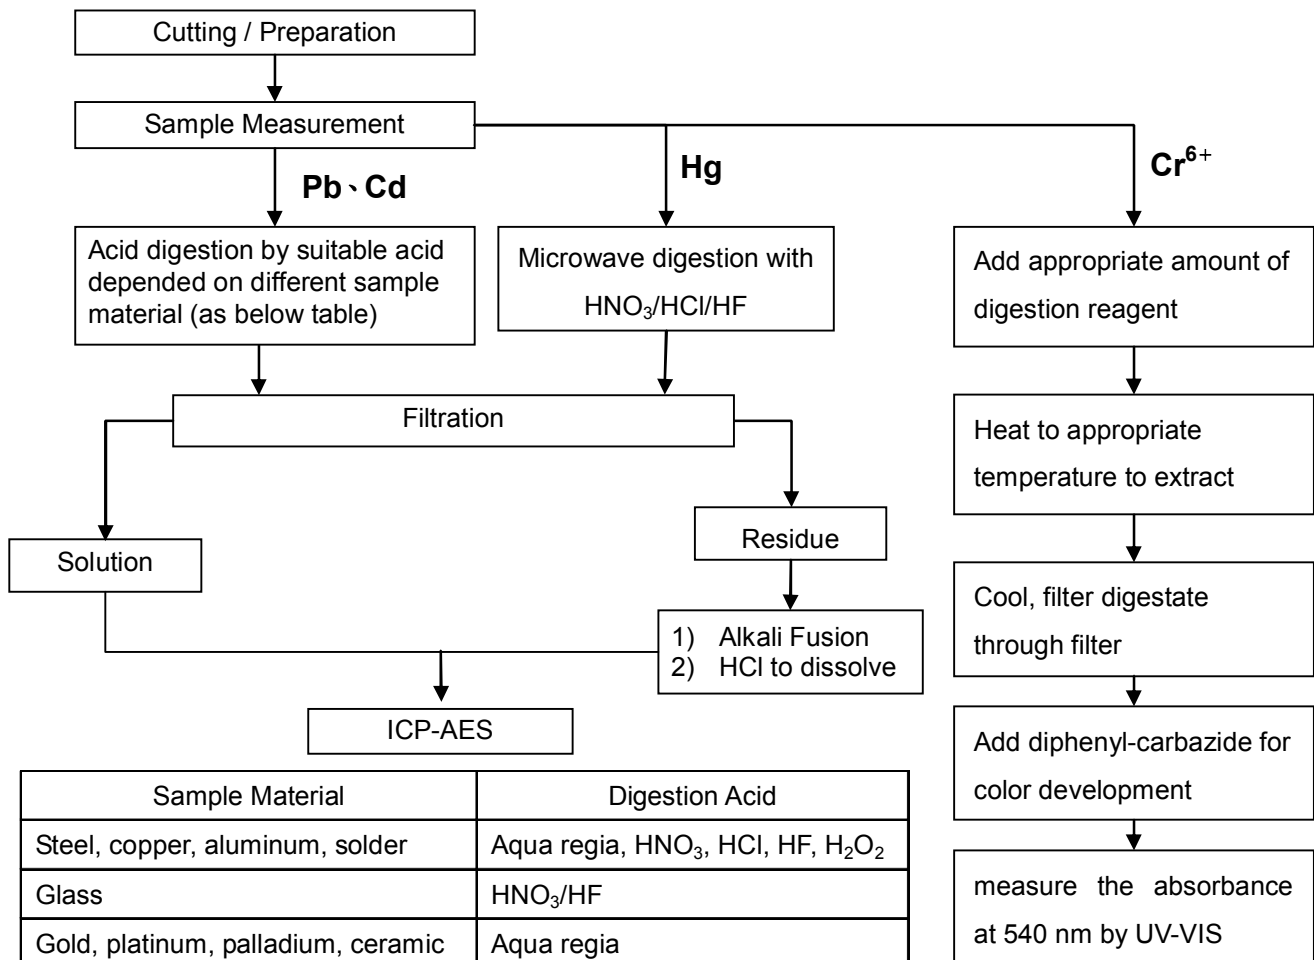 Cutting / Preparation
Sample Measurement
Pb、Cd
Hg
Cr⁶⁺
Acid digestion by suitable acid
depended on different sample
material (as below table)
Microwave digestion with
HNO₃/HCl/HF
Add appropriate amount of
digestion reagent
Filtration
Heat to appropriate
temperature to extract
Solution
Residue
1) Alkali Fusion
2) HCl to dissolve
Cool, filter digestate
through filter
ICP-AES
Add diphenyl-carbazide for
color development
Sample Material
Digestion Acid
Steel, copper, aluminum, solder
Aqua regia, HNO₃, HCl, HF, H₂O₂
Glass
HNO₃/HF
Gold, platinum, palladium, ceramic
Aqua regia
measure the absorbance
at 540 nm by UV-VIS